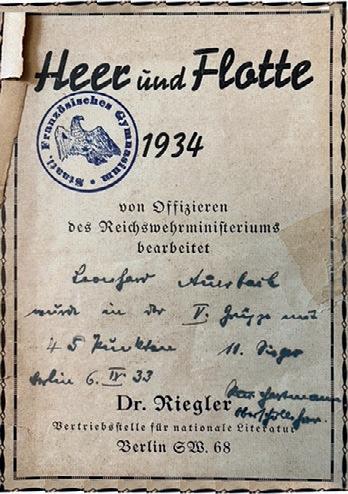 Heer und Flotte
Staatl. Französisches Gymnasium
1934
von Offizieren
des Reichswehrministeriums
bearbeitet
Leonhard
wurde in der V. Gruppe mit
45 Punkten 11. Sieger
Berlin 6. IV 33
Hartmann
Dr. Riegler
Vertriebsstelle für nationale Literatur
Berlin SW. 68